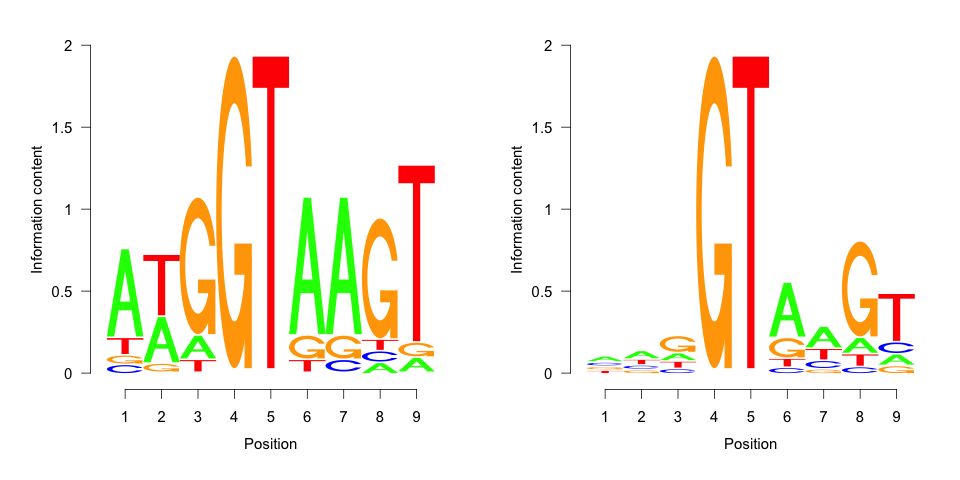 Information content
2
1.5
1
0.5
0
A T G C
T A G
G A T
G
T
A G T
A G C
G T C A
T G A
1 2 3 4 5 6 7 8 9
Position
Information content
2
1.5
1
0.5
0
A C G T
A T C G
G A T C
G
T
A G T C
A T C G
G A T C
T C A G
1 2 3 4 5 6 7 8 9
Position